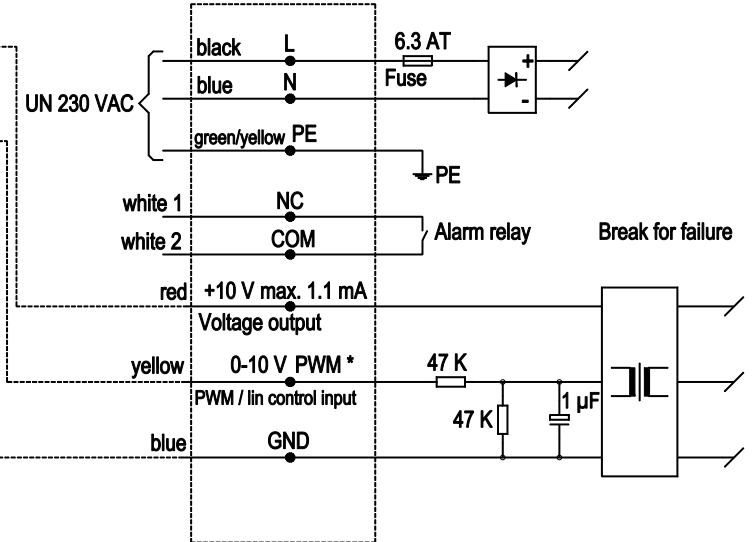 black L 6.3 AT
Fuse
+
UN 230 VAC
blue N
-
green/yellow PE
PE
white 1 NC
Alarm relay Break for failure
white 2 COM
red +10 V max. 1.1 mA
Voltage output
yellow 0-10 V PWM * 47 K
PWM / lin control input
47 K 1 µF
blue GND